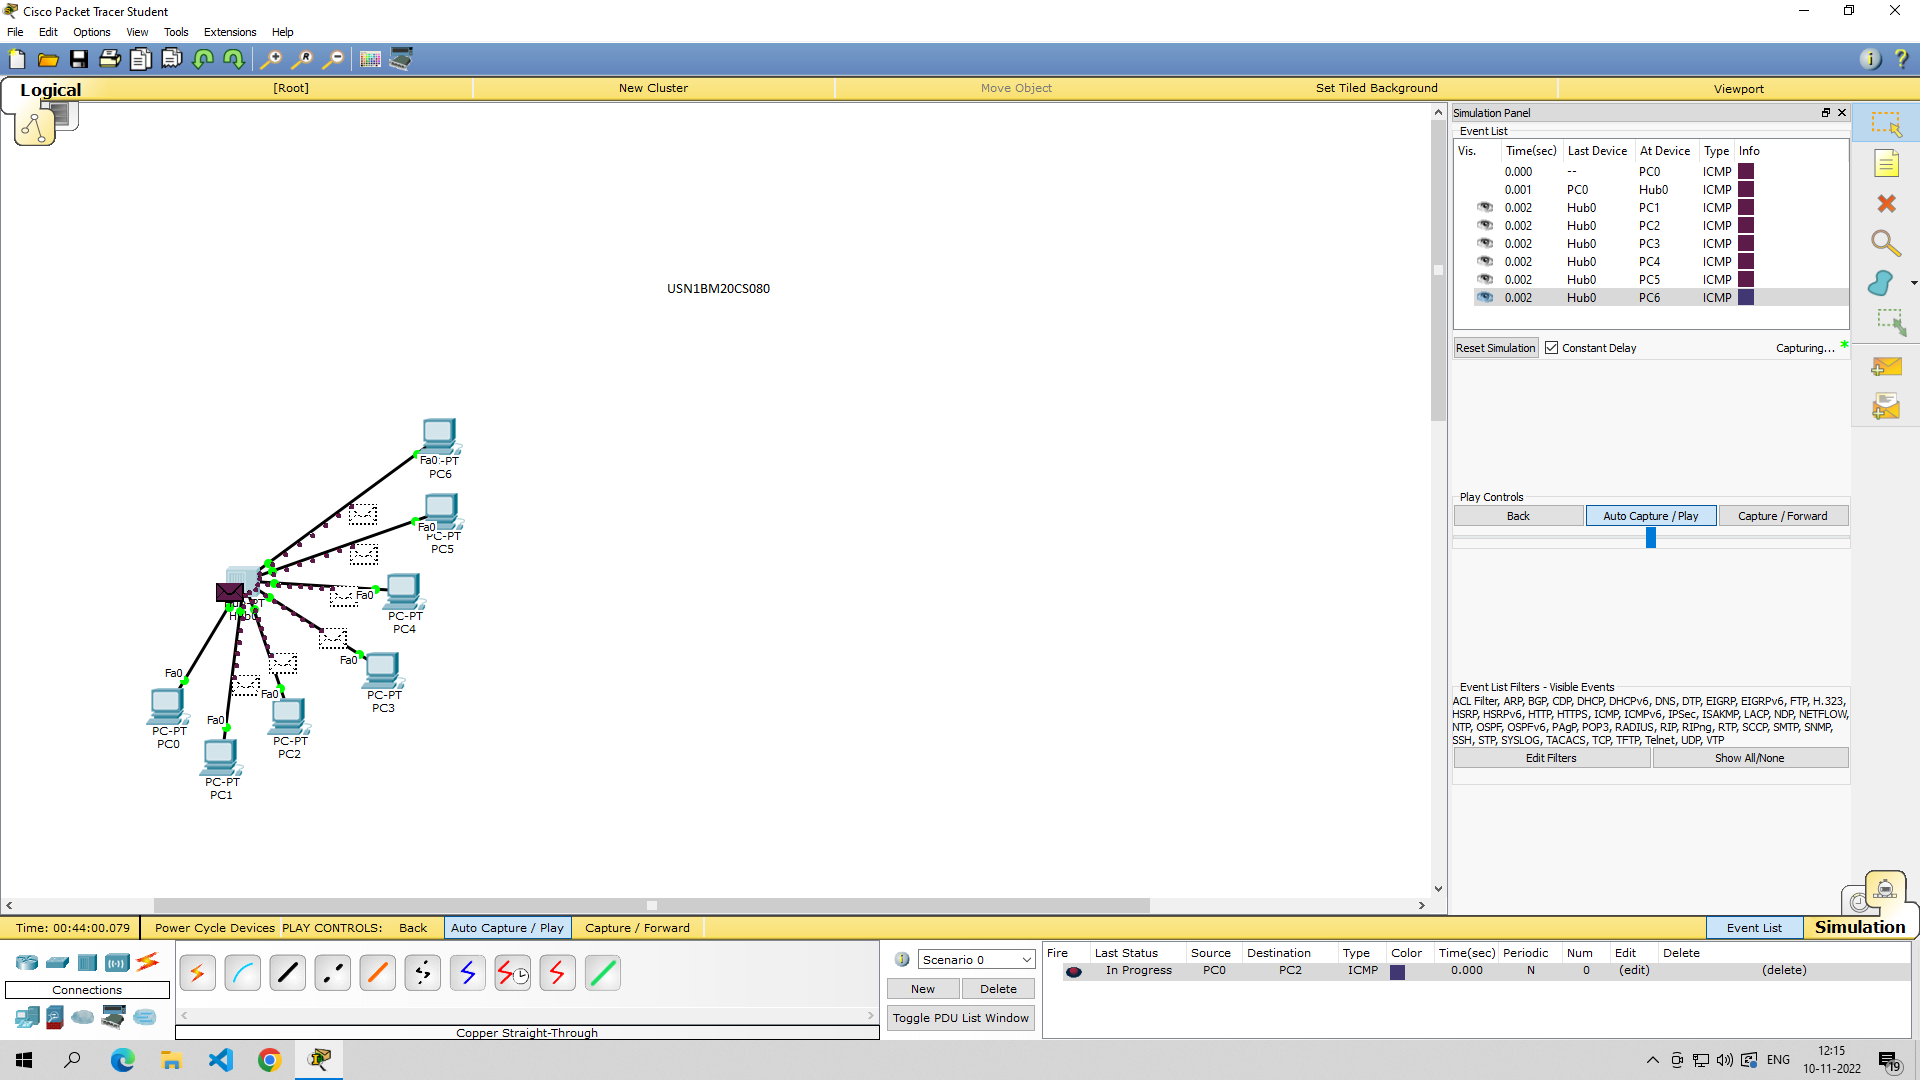 Cisco Packet Tracer Student
File Edit Options View Tools Extensions Help
Logical [Root] New Cluster Move Object Set Tiled Background Viewport
USN1BM20CS080
Fa0 :-PT
PC6
Fa0
PC-PT
PC5
Fa0
PC-PT
PC4
Hub0
Fa0
PC-PT
PC3
Fa0
PC-PT
PC2
Fa0
PC-PT
PC0
Fa0
PC-PT
PC1
Simulation Panel
Event List
Vis. Time(sec) Last Device At Device Type Info
0.000 -- PC0 ICMP
0.001 PC0 Hub0 ICMP
0.002 Hub0 PC1 ICMP
0.002 Hub0 PC2 ICMP
0.002 Hub0 PC3 ICMP
0.002 Hub0 PC4 ICMP
0.002 Hub0 PC5 ICMP
0.002 Hub0 PC6 ICMP
Reset Simulation Constant Delay Capturing... *
Play Controls
Back Auto Capture / Play Capture / Forward
Event List Filters - Visible Events
ACL Filter, ARP, BGP, CDP, DHCP, DHCPv6, DNS, DTP, EIGRP, EIGRPv6, FTP, H.323,
HSRP, HSRPv6, HTTP, HTTPS, ICMP, ICMPv6, IPSec, ISAKMP, LACP, NDP, NETFLOW,
NTP, OSPF, OSPFv6, PAgP, POP3, RADIUS, RIP, RIPng, RTP, SCCP, SMTP, SNMP,
SSH, STP, SYSLOG, TACACS, TCP, TFTP, Telnet, UDP, VTP
Edit Filters Show All/None
Time: 00:44:00.079 Power Cycle Devices PLAY CONTROLS: Back Auto Capture / Play Capture / Forward Event List Simulation
Connections
Copper Straight-Through
Scenario 0
New Delete
Toggle PDU List Window
Fire Last Status Source Destination Type Color Time(sec) Periodic Num Edit Delete
In Progress PC0 PC2 ICMP 0.000 N 0 (edit) (delete)
ENG
12:15
10-11-2022
19